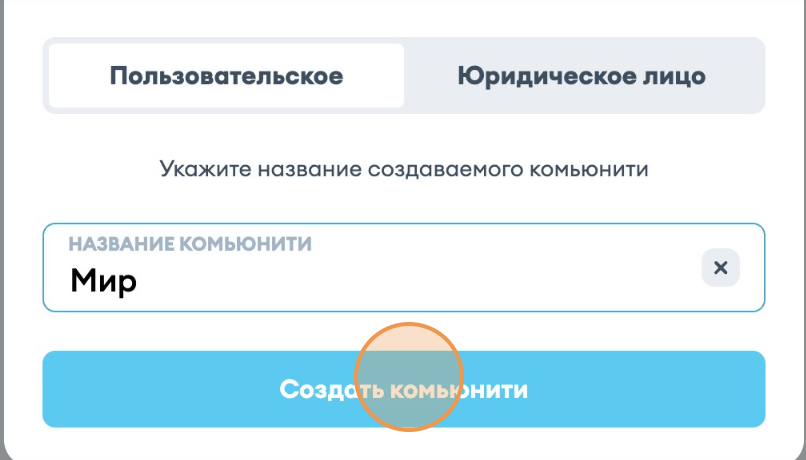 Пользовательское
Юридическое лицо
Укажите название создаваемого комьюнити
НАЗВАНИЕ КОМЬЮНИТИ
Мир
Создать комьюнити